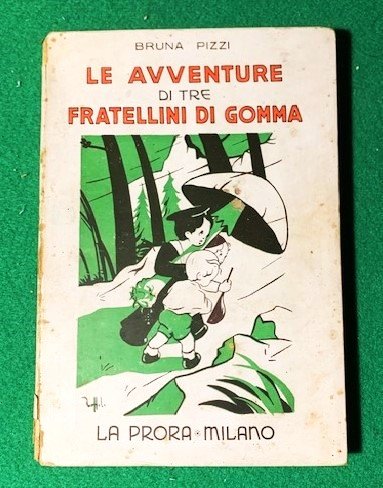 BRUNA PIZZI
LE AVVENTURE
DI TRE
FRATELLINI DI GOMMA
LA PRORA * MILANO